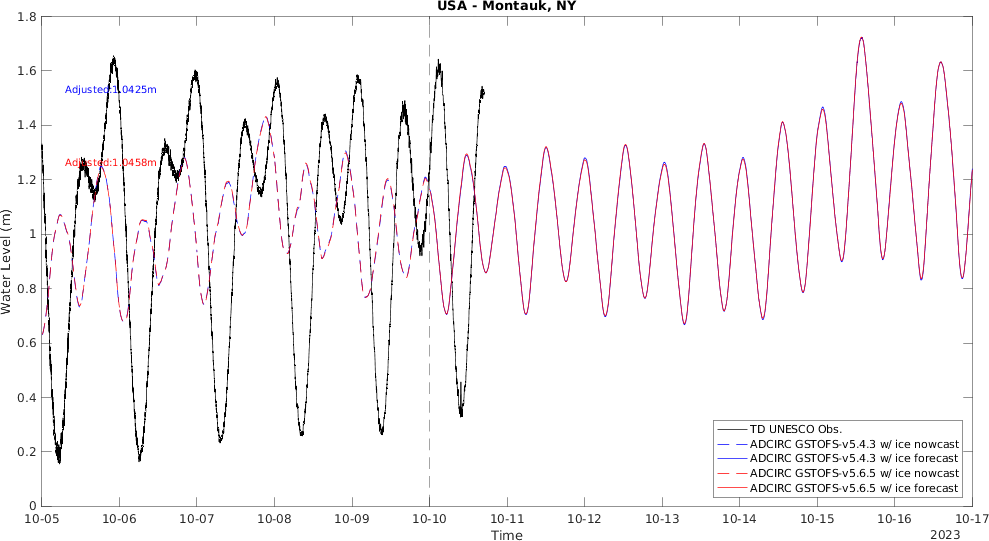 USA - Montauk, NY
1.8
1.6
1.4
1.2
1
0.8
0.6
0.4
0.2
0
Water Level (m)
Adjusted:1.0425m
Adjusted:1.0458m
TD UNESCO Obs.
ADCIRC GSTOFS-v5.4.3 w/ ice nowcast
ADCIRC GSTOFS-v5.4.3 w/ ice forecast
ADCIRC GSTOFS-v5.6.5 w/ ice nowcast
ADCIRC GSTOFS-v5.6.5 w/ ice forecast
10-05 10-06 10-07 10-08 10-09 10-10 10-11 10-12 10-13 10-14 10-15 10-16 10-17
Time
2023